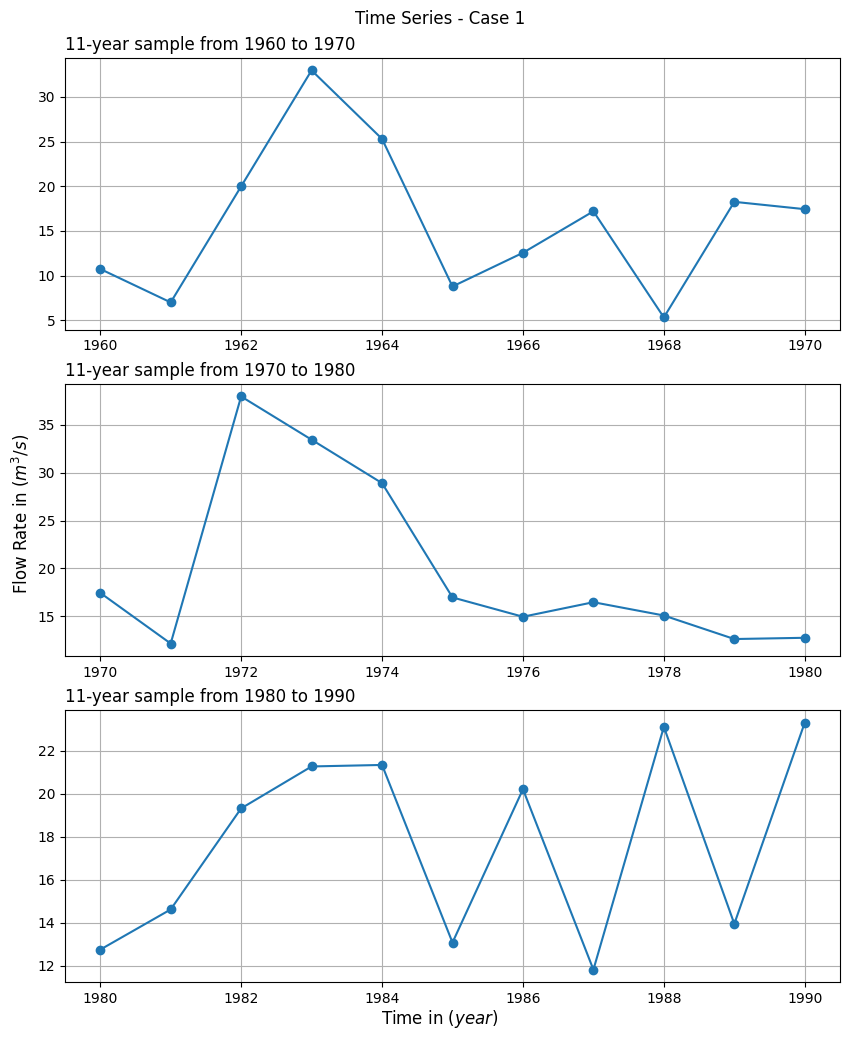 Time Series - Case 1
11-year sample from 1960 to 1970
30
25
20
15
10
5
1960 1962 1964 1966 1968 1970
11-year sample from 1970 to 1980
Flow Rate in (m³/s)
35
30
25
20
15
1970 1972 1974 1976 1978 1980
11-year sample from 1980 to 1990
22
20
18
16
14
12
1980 1982 1984 1986 1988 1990
Time in (year)